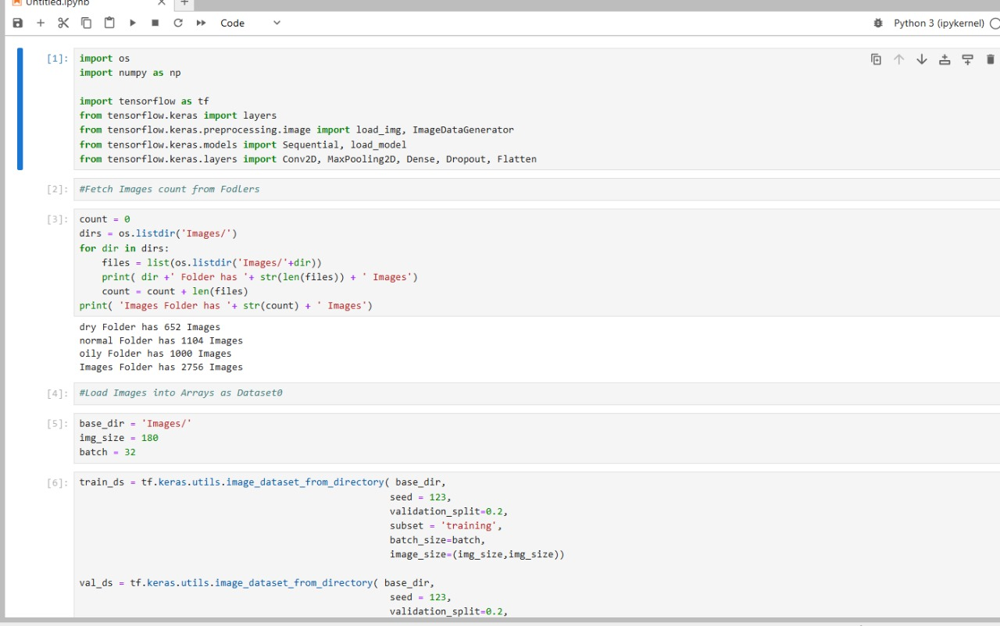 Untitled.ipynb
Code
Python 3 (ipykernel)
[1]:
import os
import numpy as np
import tensorflow as tf
from tensorflow.keras import layers
from tensorflow.keras.preprocessing.image import load_img, ImageDataGenerator
from tensorflow.keras.models import Sequential, load_model
from tensorflow.keras.layers import Conv2D, MaxPooling2D, Dense, Dropout, Flatten
[2]:
#Fetch Images count from Fodlers
[3]:
count = 0
dirs = os.listdir('Images/')
for dir in dirs:
    files = list(os.listdir('Images/'+dir))
    print( dir +' Folder has '+ str(len(files)) + ' Images')
    count = count + len(files)
print( 'Images Folder has '+ str(count) + ' Images')
dry Folder has 652 Images
normal Folder has 1104 Images
oily Folder has 1000 Images
Images Folder has 2756 Images
[4]:
#Load Images into Arrays as Dataset0
[5]:
base_dir = 'Images/'
img_size = 180
batch = 32
[6]:
train_ds = tf.keras.utils.image_dataset_from_directory( base_dir,
seed = 123,
validation_split=0.2,
subset = 'training',
batch_size=batch,
image_size=(img_size,img_size))
val_ds = tf.keras.utils.image_dataset_from_directory( base_dir,
seed = 123,
validation_split=0.2,